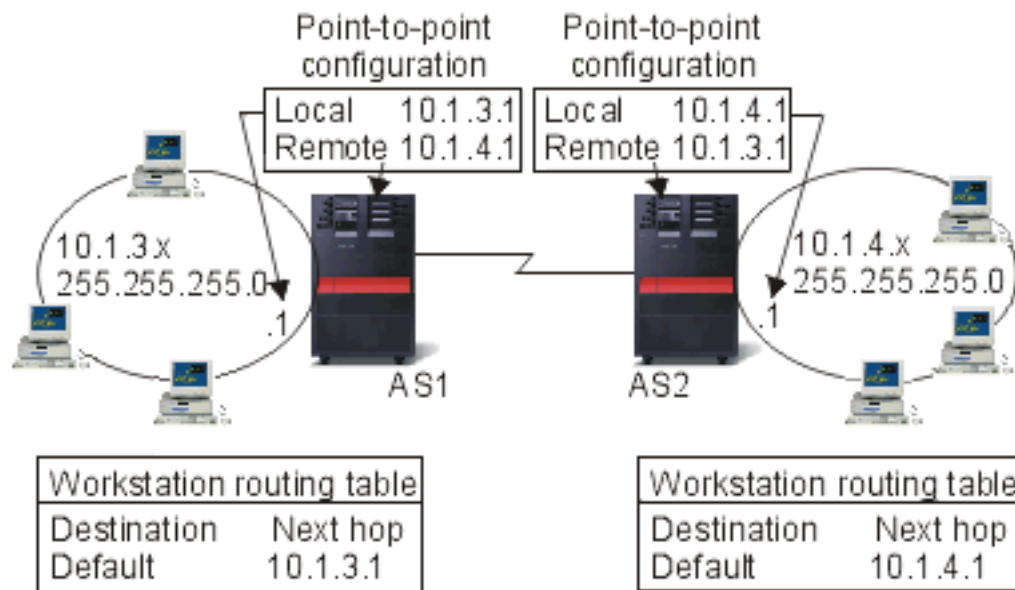 Point-to-point configuration
Local 10.1.3.1
Remote 10.1.4.1
Point-to-point configuration
Local 10.1.4.1
Remote 10.1.3.1
10.1.3.x
255.255.255.0
.1
AS1
AS2
10.1.4.x
255.255.255.0
.1
Workstation routing table
Destination Next hop
Default 10.1.3.1
Workstation routing table
Destination Next hop
Default 10.1.4.1